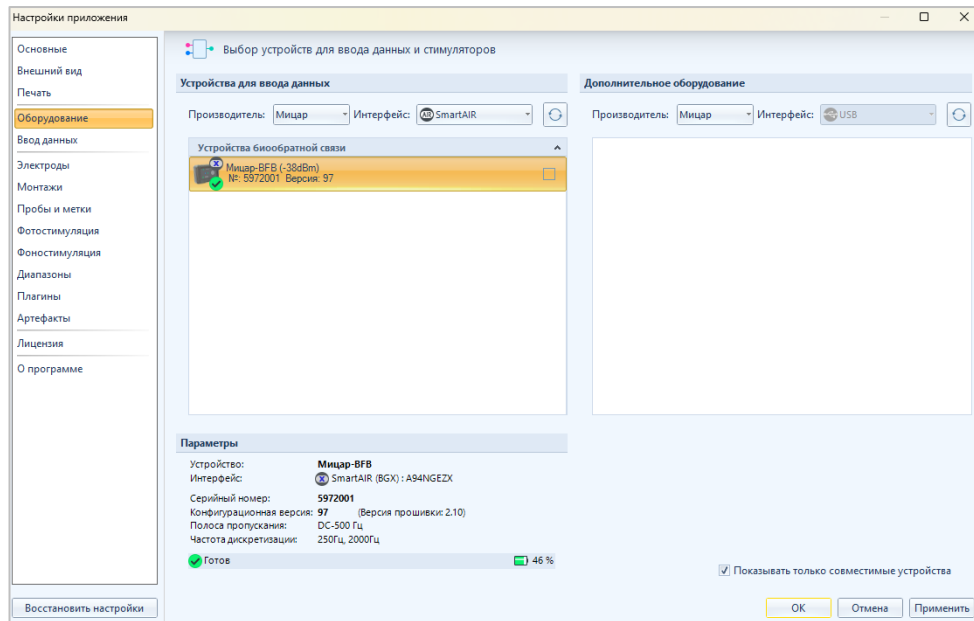 Настройки приложения
Основные
Внешний вид
Печать
Оборудование
Ввод данных
Электроды
Монтажи
Пробы и метки
Фотостимуляция
Фоностимуляция
Диапазоны
Плагины
Артефакты
Лицензия
О программе
Восстановить настройки
Выбор устройств для ввода данных и стимуляторов
Устройства для ввода данных
Производитель: Мицар Интерфейс: AIR SmartAIR
Устройства биообратной связи
Мицар-BFB (-38dBm)
№: 5972001 Версия: 97
Параметры
Устройство: Мицар-BFB
Интерфейс: X SmartAIR (BGX) : A94NGEZX
Серийный номер: 5972001
Конфигурационная версия: 97 (Версия прошивки: 2.10)
Полоса пропускания: DC-500 Гц
Частота дискретизации: 250Гц, 2000Гц
Готов 46 %
Дополнительное оборудование
Производитель: Мицар Интерфейс: USB
Показывать только совместимые устройства
ОК Отмена Применить